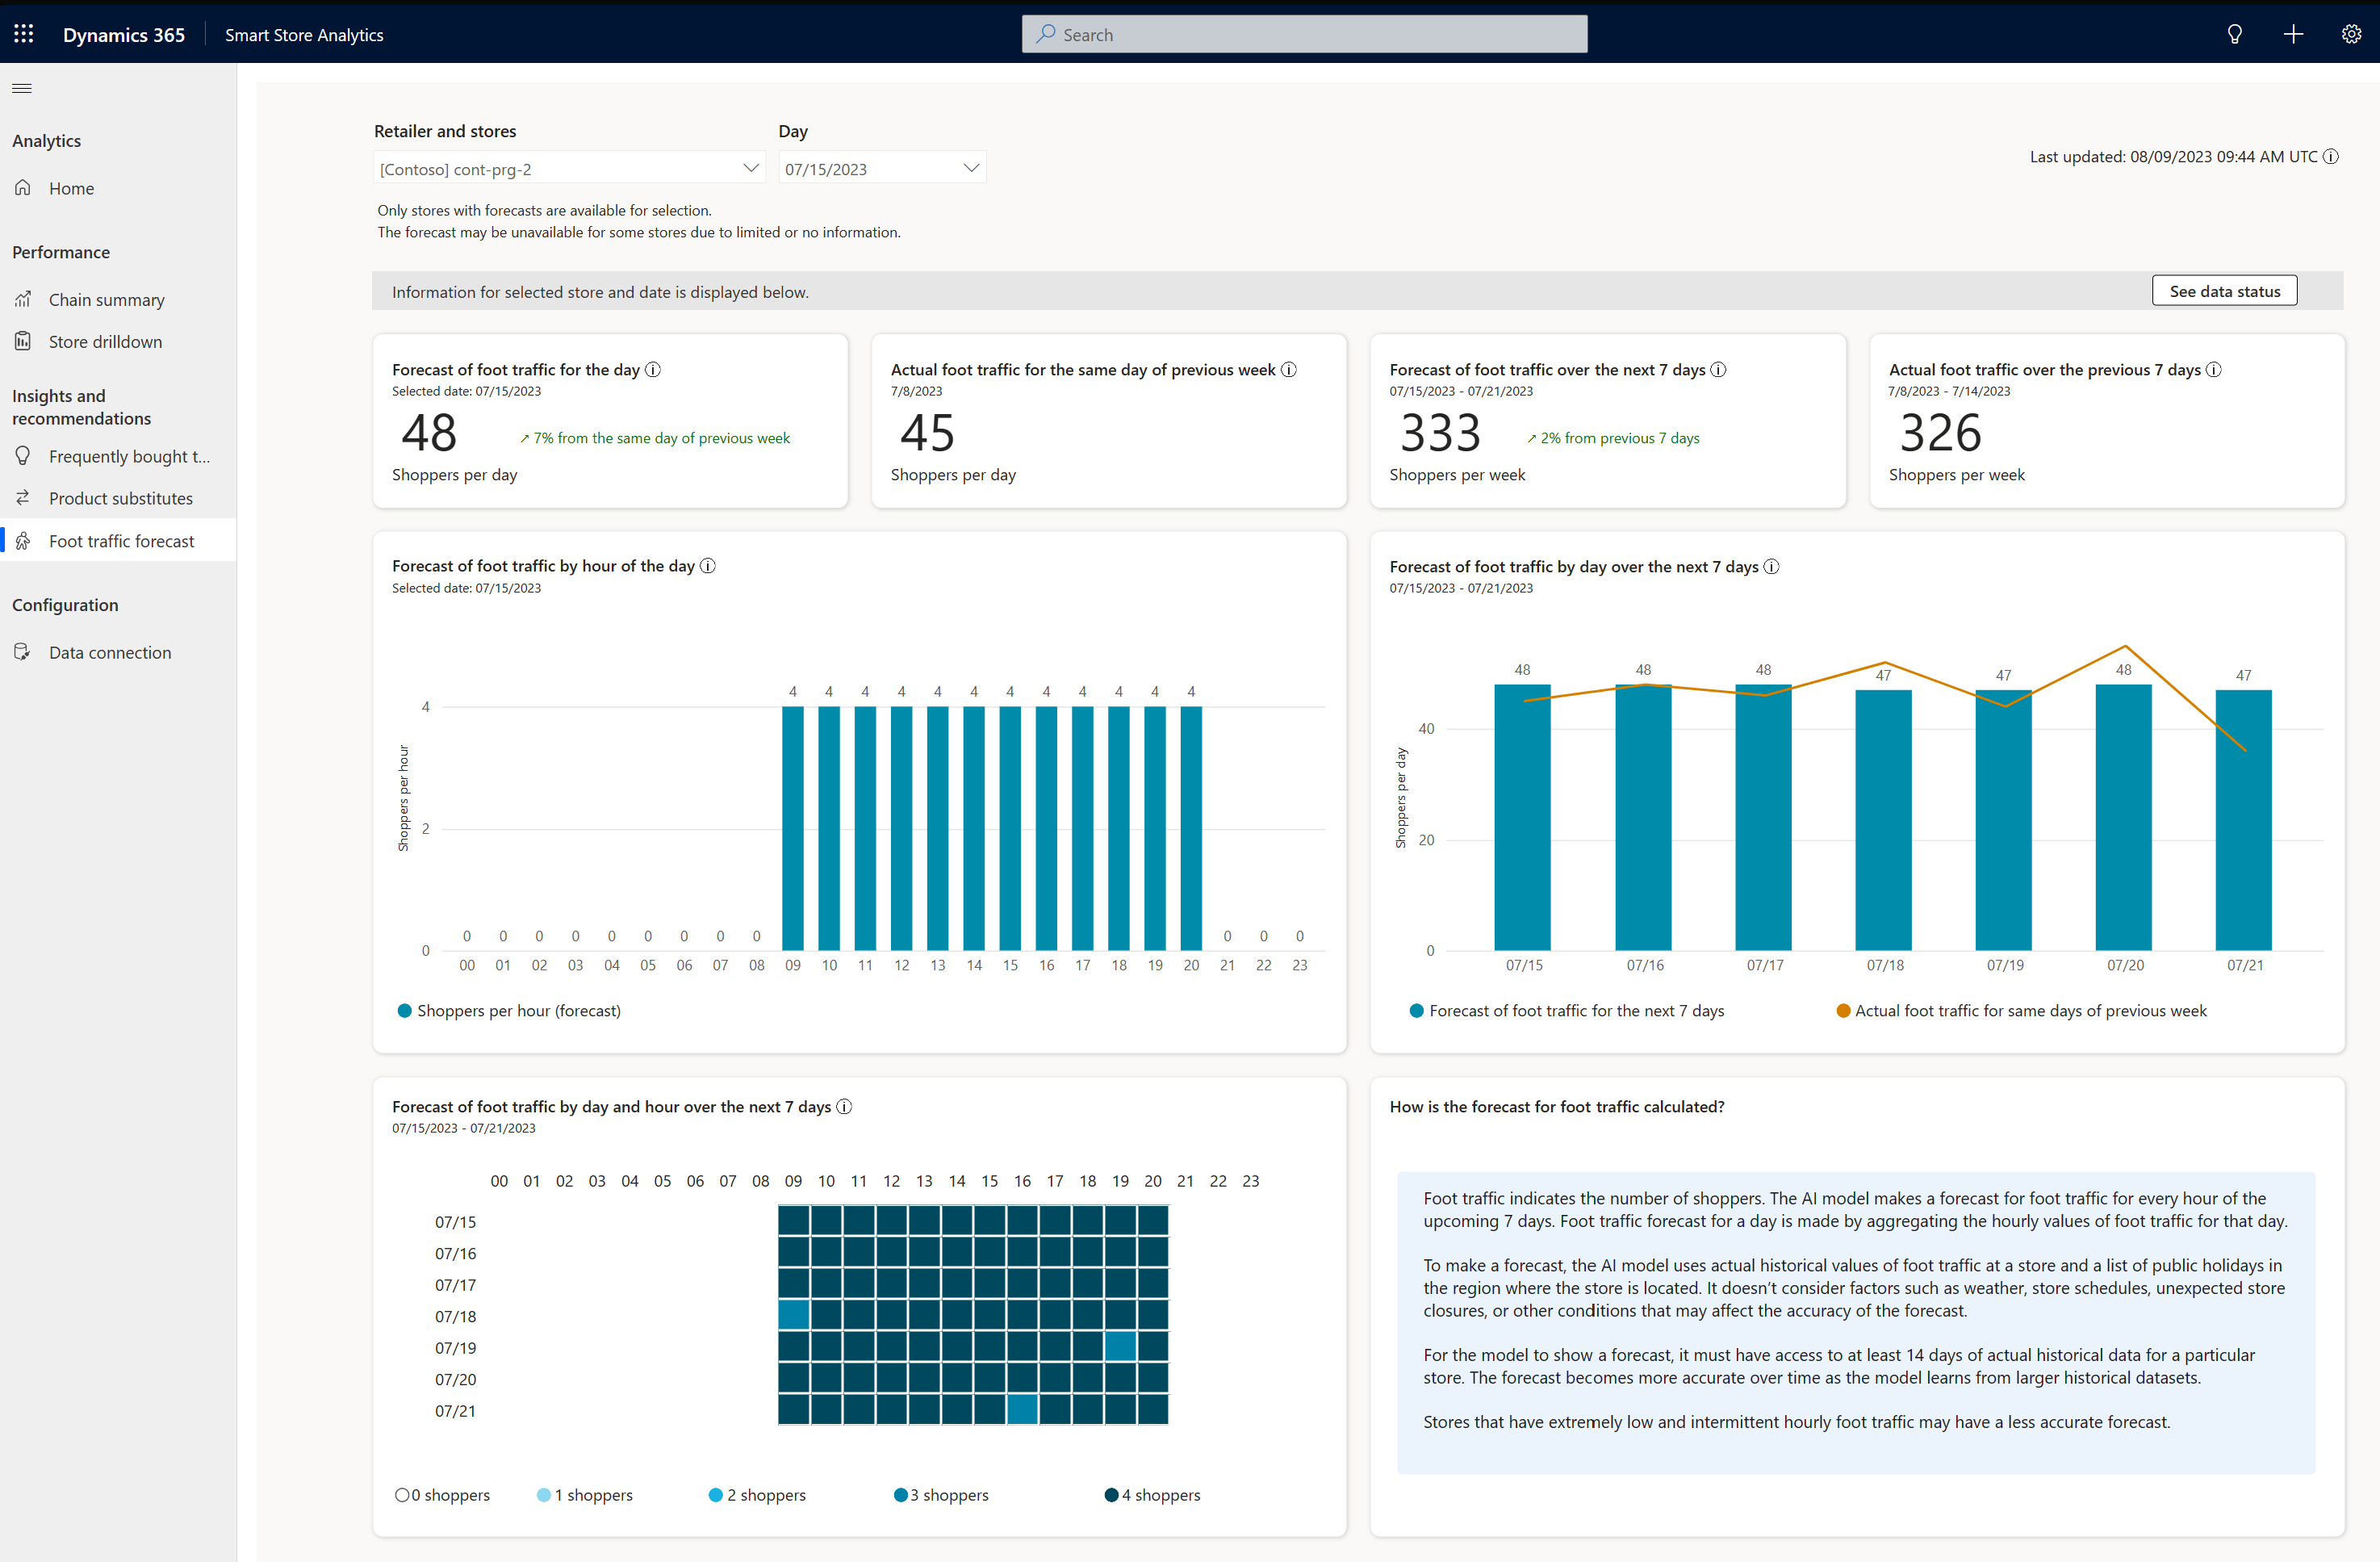 Dynamics 365
Smart Store Analytics
Search
Analytics
Home
Performance
Chain summary
Store drilldown
Insights and
recommendations
Frequently bought t...
Product substitutes
Foot traffic forecast
Configuration
Data connection
Retailer and stores
Day
[Contoso] cont-prg-2
07/15/2023
Last updated: 08/09/2023 09:44 AM UTC
Only stores with forecasts are available for selection.
The forecast may be unavailable for some stores due to limited or no information.
Information for selected store and date is displayed below.
See data status
Forecast of foot traffic for the day
Selected date: 07/15/2023
48
↗ 7% from the same day of previous week
Shoppers per day
Actual foot traffic for the same day of previous week
7/8/2023
45
Shoppers per day
Forecast of foot traffic over the next 7 days
07/15/2023 - 07/21/2023
333
↗ 2% from previous 7 days
Shoppers per week
Actual foot traffic over the previous 7 days
7/8/2023 - 7/14/2023
326
Shoppers per week
Forecast of foot traffic by hour of the day
Selected date: 07/15/2023
Shoppers per hour
4 4 4 4 4 4 4 4 4 4 4 4
4
2
0 0 0 0 0 0 0 0 0 0 0 0
0
00 01 02 03 04 05 06 07 08 09 10 11 12 13 14 15 16 17 18 19 20 21 22 23
Shoppers per hour (forecast)
Forecast of foot traffic by day over the next 7 days
07/15/2023 - 07/21/2023
Shoppers per day
48 48 48 47 47 48 47
40
20
0
07/15 07/16 07/17 07/18 07/19 07/20 07/21
Forecast of foot traffic for the next 7 days
Actual foot traffic for same days of previous week
Forecast of foot traffic by day and hour over the next 7 days
07/15/2023 - 07/21/2023
00 01 02 03 04 05 06 07 08 09 10 11 12 13 14 15 16 17 18 19 20 21 22 23
07/15
07/16
07/17
07/18
07/19
07/20
07/21
0 shoppers
1 shoppers
2 shoppers
3 shoppers
4 shoppers
How is the forecast for foot traffic calculated?
Foot traffic indicates the number of shoppers. The AI model makes a forecast for foot traffic for every hour of the
upcoming 7 days. Foot traffic forecast for a day is made by aggregating the hourly values of foot traffic for that day.
To make a forecast, the AI model uses actual historical values of foot traffic at a store and a list of public holidays in
the region where the store is located. It doesn't consider factors such as weather, store schedules, unexpected store
closures, or other conditions that may affect the accuracy of the forecast.
For the model to show a forecast, it must have access to at least 14 days of actual historical data for a particular
store. The forecast becomes more accurate over time as the model learns from larger historical datasets.
Stores that have extremely low and intermittent hourly foot traffic may have a less accurate forecast.